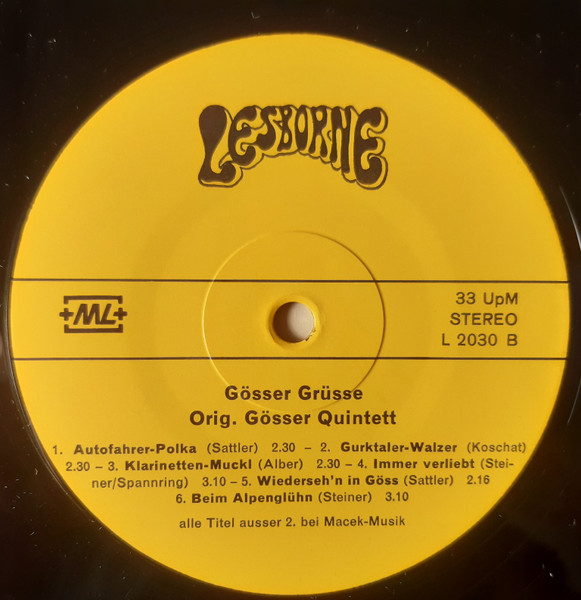 LESBORNE
+ML+
33 UpM
STEREO
L 2030 B
Gösser Grüsse
Orig. Gösser Quintett
1. Autofahrer-Polka (Sattler) 2.30 – 2. Gurktaler-Walzer (Koschat)
2.30 – 3. Klarinetten-Muckl (Alber) 2.30 – 4. Immer verliebt (Stei-
ner/Spannring) 3.10 – 5. Wiederseh'n in Göss (Sattler) 2.16
6. Beim Alpenglühn (Steiner) 3.10
alle Titel ausser 2. bei Macek-Musik